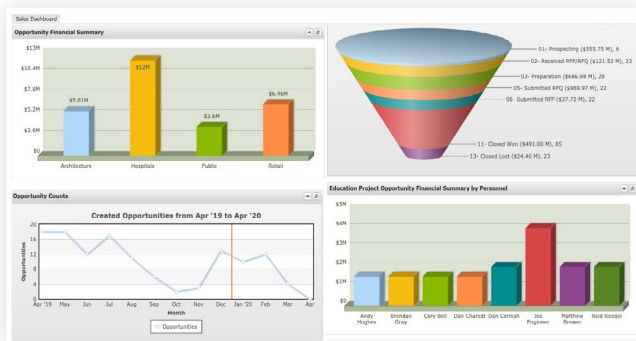 Sales Dashboard
Opportunity Financial Summary
$13M
$10.4M
$7.8M
$5.2M
$2.6M
$0
$5.61M
$12M
$3.6M
$6.46M
Architecture Hospitals Public Retail
01- Prospecting ($555.75 M), 6
02- Received RFP/RFQ ($121.52 M), 23
03- Preparation ($686.98 M), 29
05- Submitted RFQ ($969.97 M), 22
06- Submitted RFP ($37.72 M), 22
11- Closed Won ($491.00 M), 85
13- Closed Lost ($24.40 M), 23
Opportunity Counts
Created Opportunities from Apr '19 to Apr '20
Opportunities
20
16
12
8
4
0
Apr '19 May Jun Jul Aug Sep Oct Nov Dec Jan '20 Feb Mar Apr
Month
Opportunities
Education Project Opportunity Financial Summary by Personnel
$5M
$4M
$3M
$2M
$1M
$0
Andy Hughes
Brendan Gray
Cary Bell
Dan Charest
Dan Cornish
Joe Engineer
Matthew Brower
Reid Koegel